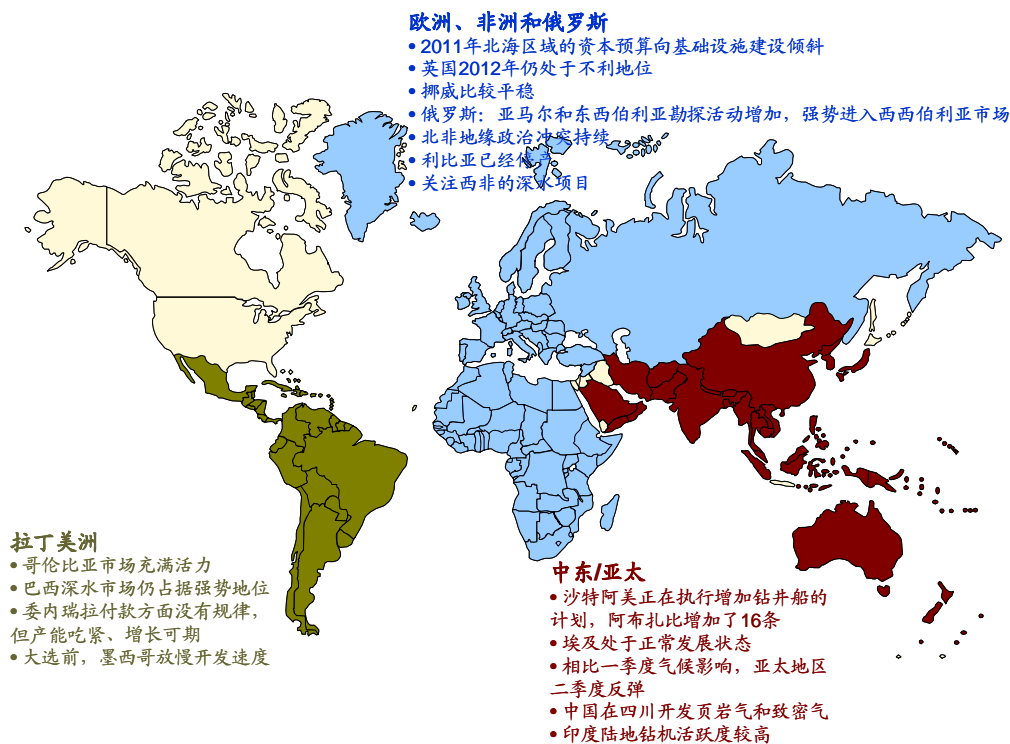 欧洲、非洲和俄罗斯
• 2011年北海区域的资本预算向基础设施建设倾斜
• 英国2012年仍处于不利地位
• 挪威比较平稳
• 俄罗斯：亚马尔和东西伯利亚勘探活动增加，强势进入西西伯利亚市场
• 北非地缘政治冲突持续
• 利比亚已经停产
• 关注西非的深水项目
拉丁美洲
• 哥伦比亚市场充满活力
• 巴西深水市场仍占据强势地位
• 委内瑞拉付款方面没有规律，
但产能吃紧、增长可期
• 大选前，墨西哥放慢开发速度
中东/亚太
• 沙特阿美正在执行增加钻井船的
计划，阿布扎比增加了16条
• 埃及处于正常发展状态
• 相比一季度气候影响，亚太地区
二季度反弹
• 中国在四川开发页岩气和致密气
• 印度陆地钻机活跃度较高